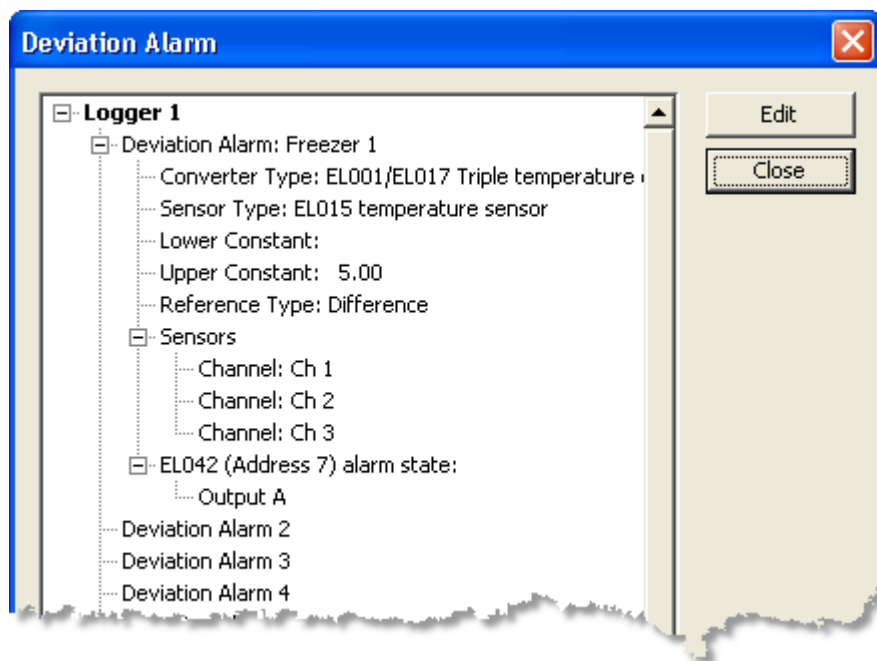 Deviation Alarm
Logger 1
Deviation Alarm: Freezer 1
Converter Type: EL001/EL017 Triple temperature
Sensor Type: EL015 temperature sensor
Lower Constant:
Upper Constant: 5.00
Reference Type: Difference
Sensors
Channel: Ch 1
Channel: Ch 2
Channel: Ch 3
EL042 (Address 7) alarm state:
Output A
Deviation Alarm 2
Deviation Alarm 3
Deviation Alarm 4
Edit
Close